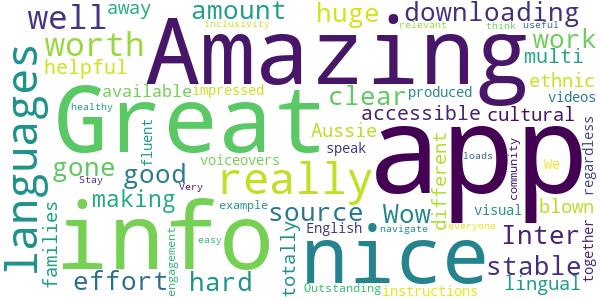 away
well
amount
huge
inclusivity
downloading
relevant
think
useful
worth
Amazing
work
multi
helpful
available
impressed
clear
produced
videos
ethnic
healthy
Great
accessible
cultural
languages
fluent
Aussie
app
different
regardless
voiceovers
speak
loads
community
We
gone
good
really
Stay
Very
making
example
source
Wow
visual
blown
families
info
totally
English
nice
navigate
everyone
Inter
together
engagement
easy
stable
effort
hard
Outstanding
instructions
lingual